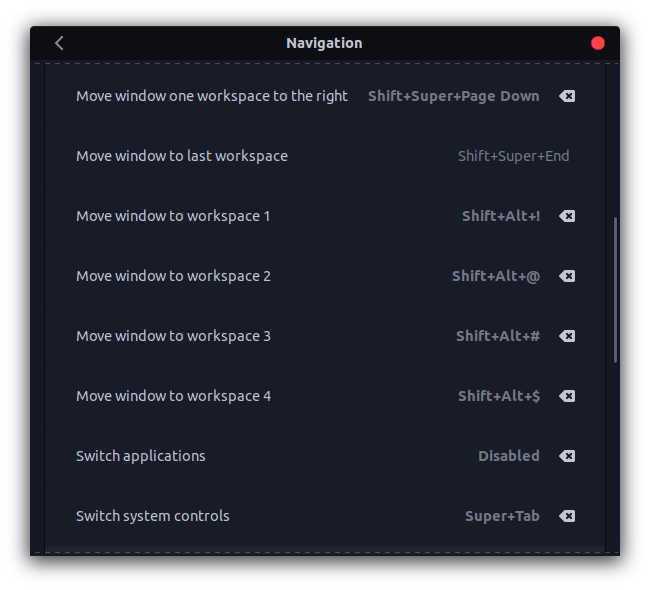 Navigation
Move window one workspace to the right Shift+Super+Page Down
Move window to last workspace Shift+Super+End
Move window to workspace 1 Shift+Alt+!
Move window to workspace 2 Shift+Alt+@
Move window to workspace 3 Shift+Alt+#
Move window to workspace 4 Shift+Alt+$
Switch applications Disabled
Switch system controls Super+Tab